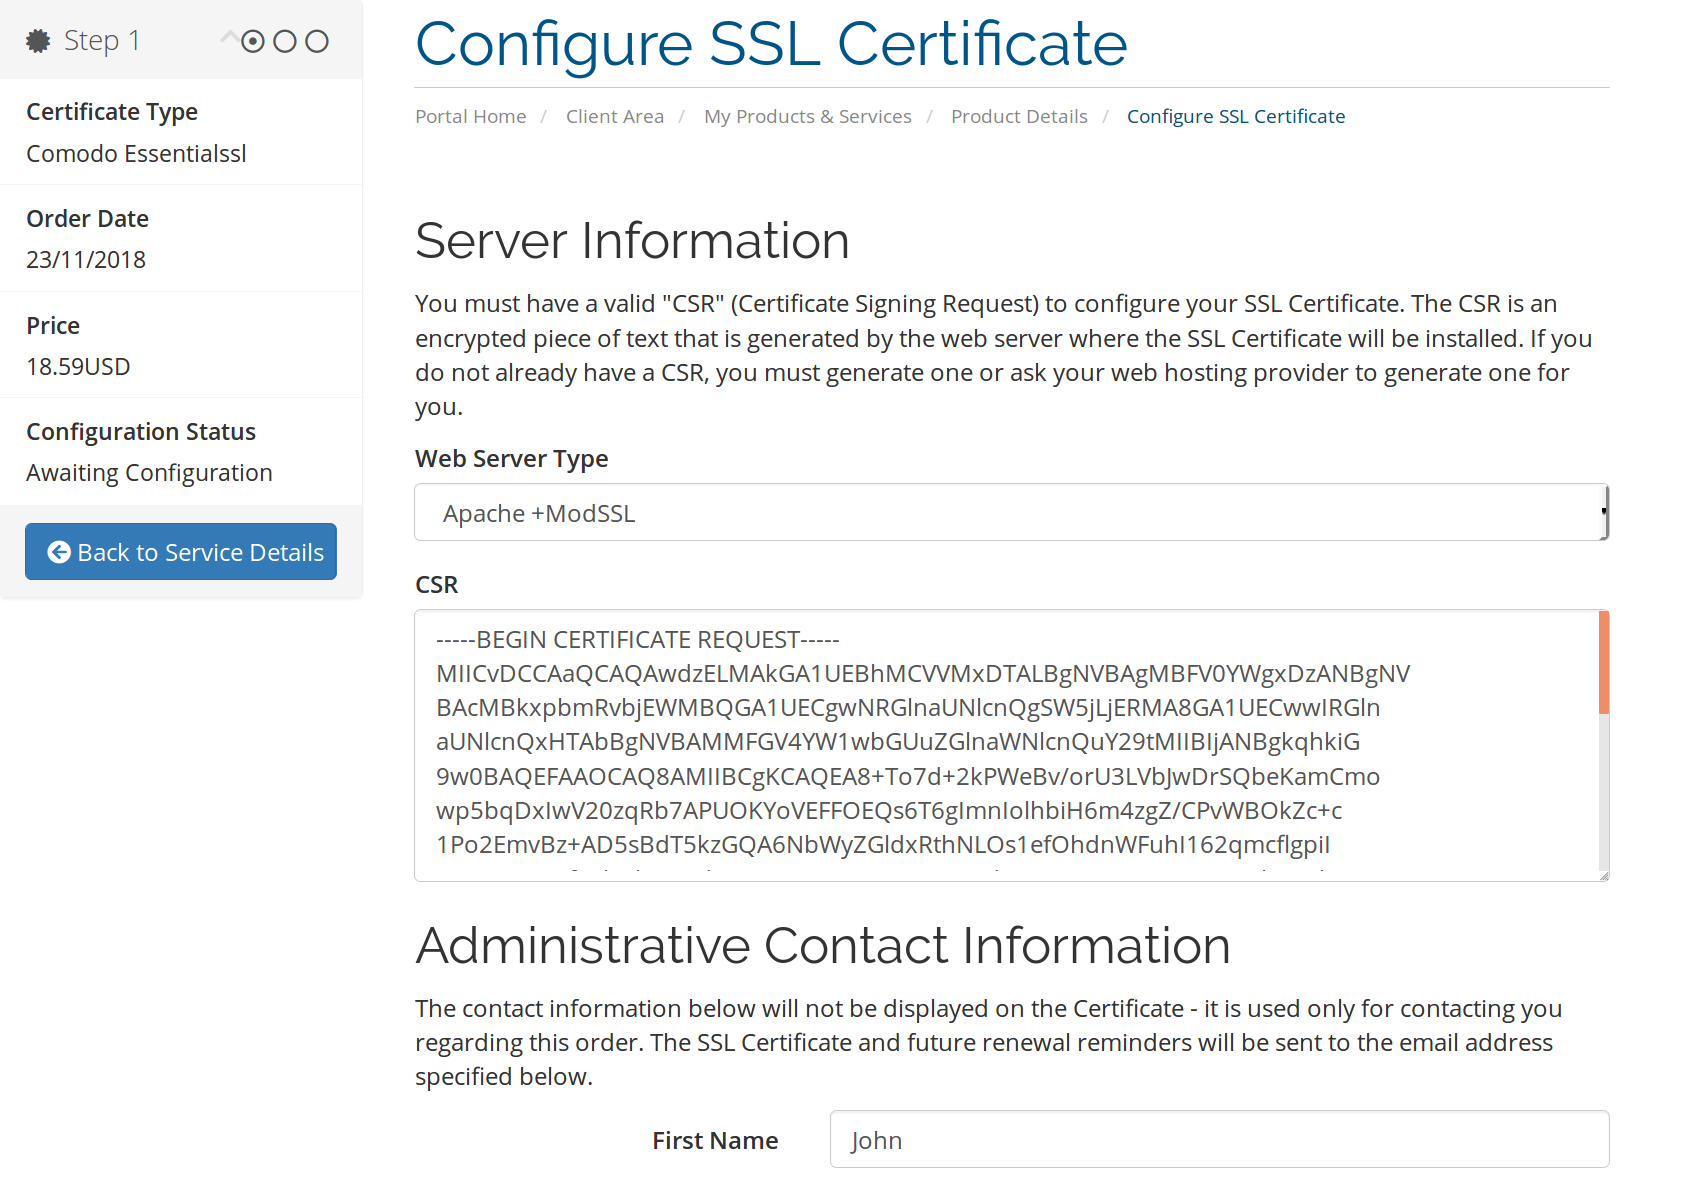 Step 1
Certificate Type
Comodo Essentialssl
Order Date
23/11/2018
Price
18.59USD
Configuration Status
Awaiting Configuration
Back to Service Details
Configure SSL Certificate
Portal Home / Client Area / My Products & Services / Product Details / Configure SSL Certificate
Server Information
You must have a valid "CSR" (Certificate Signing Request) to configure your SSL Certificate. The CSR is an
encrypted piece of text that is generated by the web server where the SSL Certificate will be installed. If you
do not already have a CSR, you must generate one or ask your web hosting provider to generate one for
you.
Web Server Type
Apache +ModSSL
CSR
-----BEGIN CERTIFICATE REQUEST-----
MIICvDCCAaQCAQAwdzELMAkGA1UEBhMCVVMxDTALBgNVBAgMBFV0YWgxDzANBgNV
BAcMBkxpbmRvbjEWMBQGA1UECgwNRGlnaUNlcnQgSW5jLjERMA8GA1UECwwIRGln
aUNlcnQxHTAbBgNVBAMMFGV4YW1wbGUuZGlnaWNlcnQuY29tMIIBIjANBgkqhkiG
9w0BAQEFAAOCAQ8AMIIBCgKCAQEA8+To7d+2kPWeBv/orU3LVbJwDrSQbeKamCmo
wp5bqDxIwV20zqRb7APUOKYoVEFFOEQs6T6gImnIolhbiH6m4zgZ/CPvWBOkZc+c
1Po2EmvBz+AD5sBdT5kzGQA6NbWyZGldxRthNLOs1efOhdnWFuhI162qmcflgpiI
Administrative Contact Information
The contact information below will not be displayed on the Certificate - it is used only for contacting you
regarding this order. The SSL Certificate and future renewal reminders will be sent to the email address
specified below.
First Name
John